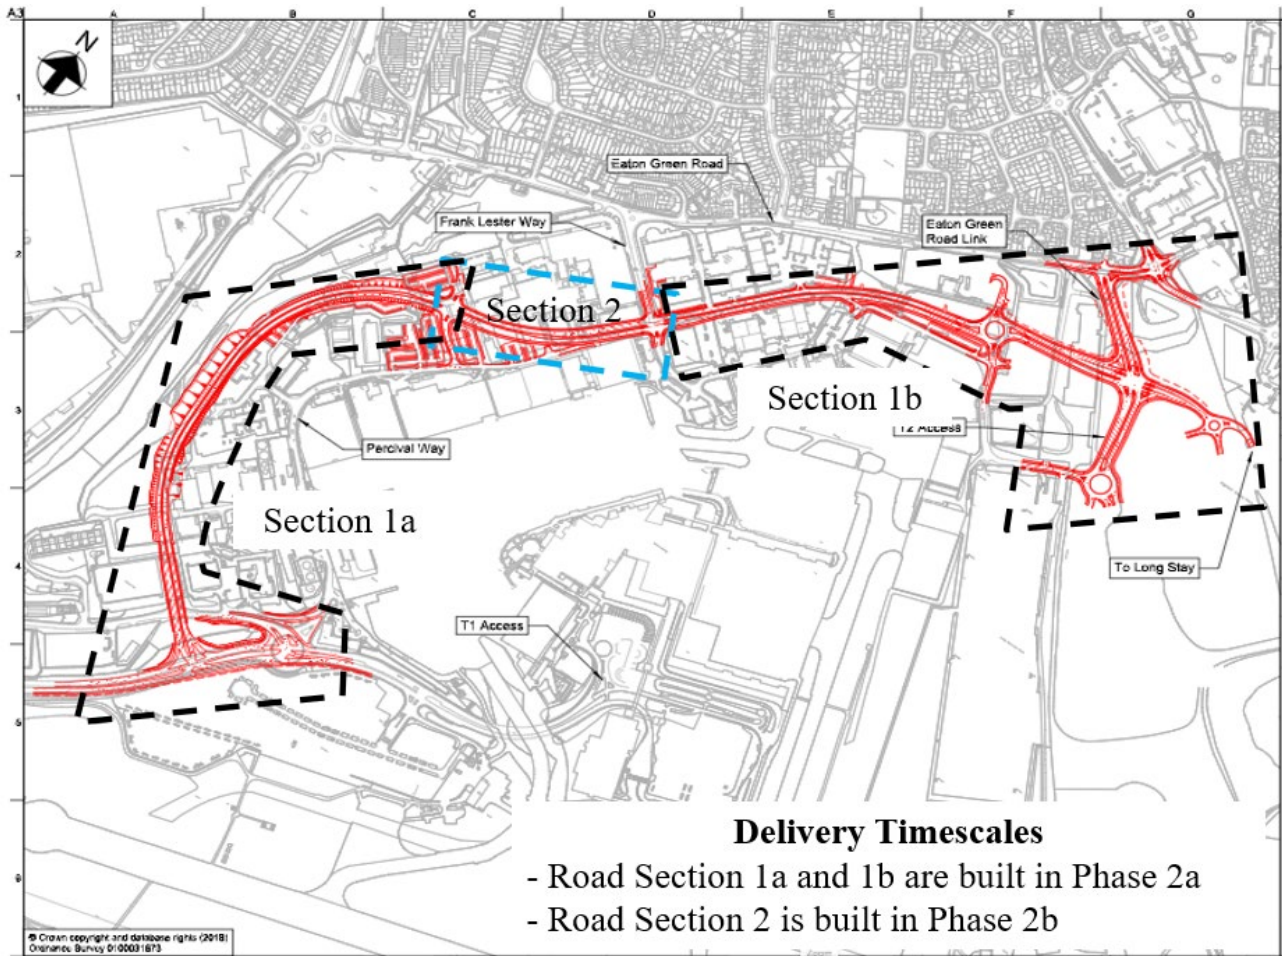 A3
A
B
C
D
E
F
G
N
1
Eaton Green Road
Frank Lester Way
Eaton Green
Road Link
2
Section 2
Section 1b
3
T2 Access
Percival Way
Section 1a
4
To Long Stay
T1 Access
5
Delivery Timescales
- Road Section 1a and 1b are built in Phase 2a
- Road Section 2 is built in Phase 2b
6
© Crown copyright and database rights (2018)
Ordnance Survey 0100031673